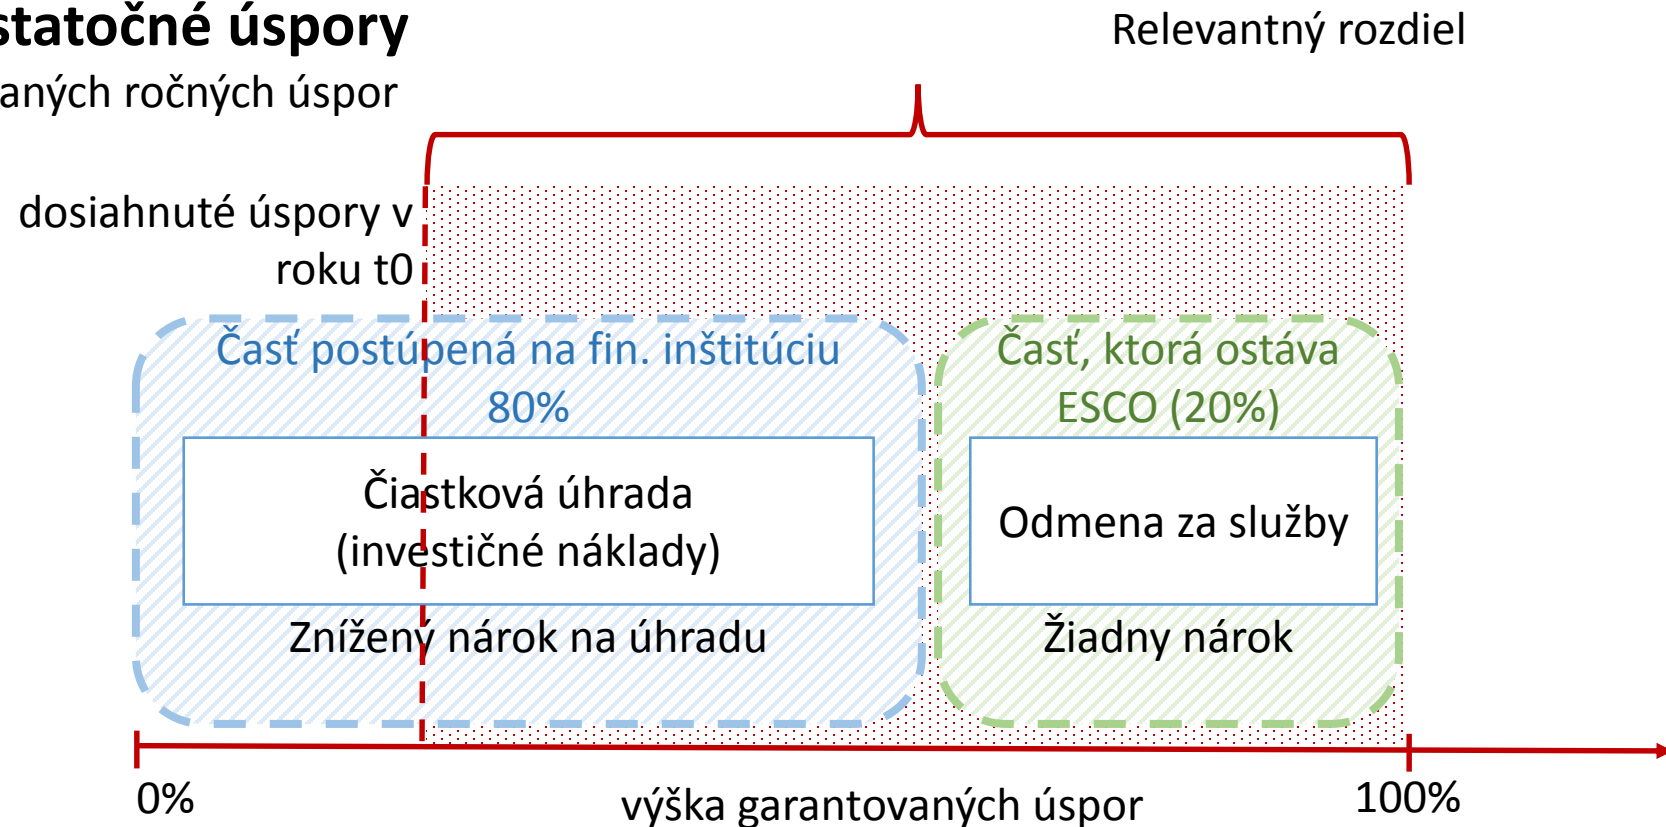 statočné úspory
aných ročných úspor
Relevantný rozdiel
dosiahnuté úspory v
roku t0
Časť postúpená na fin. inštitúciu
80%
Čiastková úhrada
(investičné náklady)
Znížený nárok na úhradu
Časť, ktorá ostáva
ESCO (20%)
Odmena za služby
Žiadny nárok
0%
výška garantovaných úspor
100%